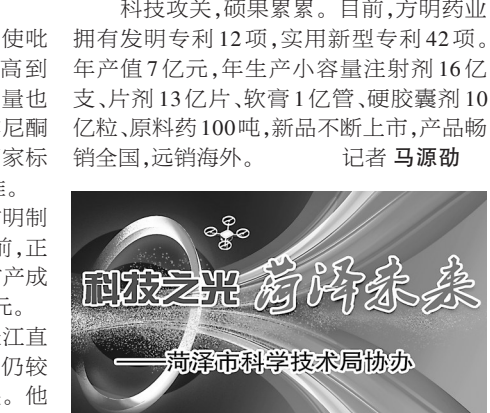 使吡
高到
量也
尼酮
家标
准。
明制
前,正
产成
元。
江直
仍较
。他
科技攻关,硕果累累。目前,方明药业
拥有发明专利12项,实用新型专利42项。
年产值7亿元,年生产小容量注射剂16亿
支、片剂13亿片、软膏1亿管、硬胶囊剂10
亿粒、原料药100吨,新品不断上市,产品畅
销全国,远销海外。 记者 马源劭
科技之光 菏泽未来
——菏泽市科学技术局协办